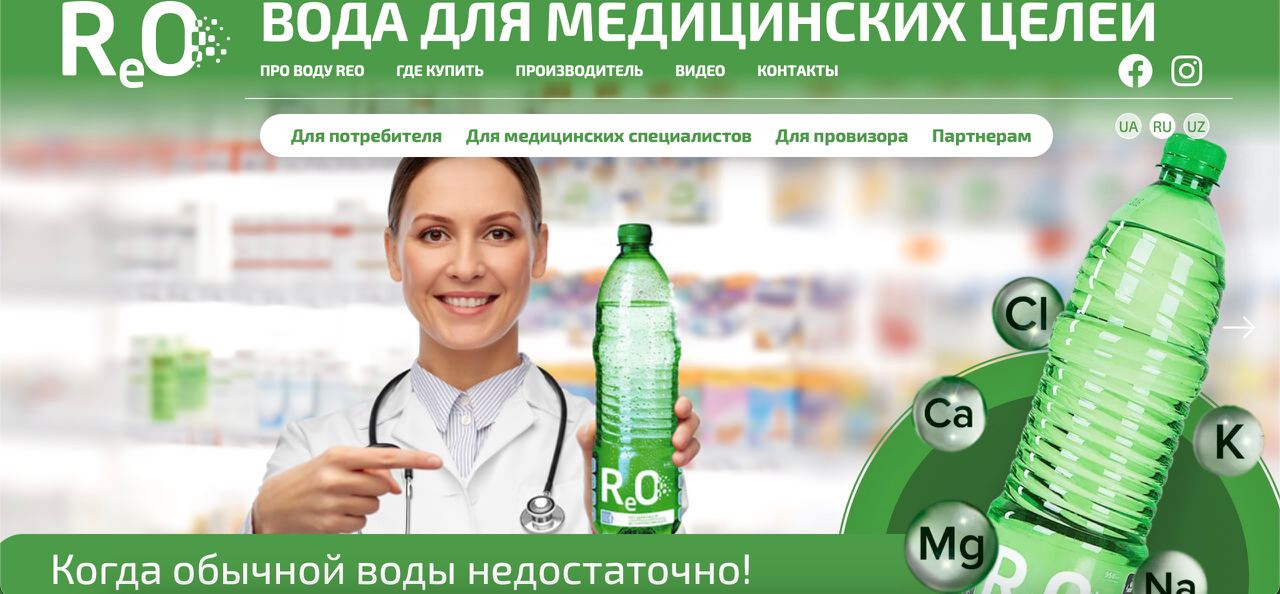 ReO
ВОДА ДЛЯ МЕДИЦИНСКИХ ЦЕЛЕЙ
ПРО ВОДУ REO ГДЕ КУПИТЬ ПРОИЗВОДИТЕЛЬ ВИДЕО КОНТАКТЫ
Для потребителя Для медицинских специалистов Для провизора Партнерам
UA RU UZ
Cl
Ca
K
ReO
Mg
Na
ReO
Когда обычной воды недостаточно!